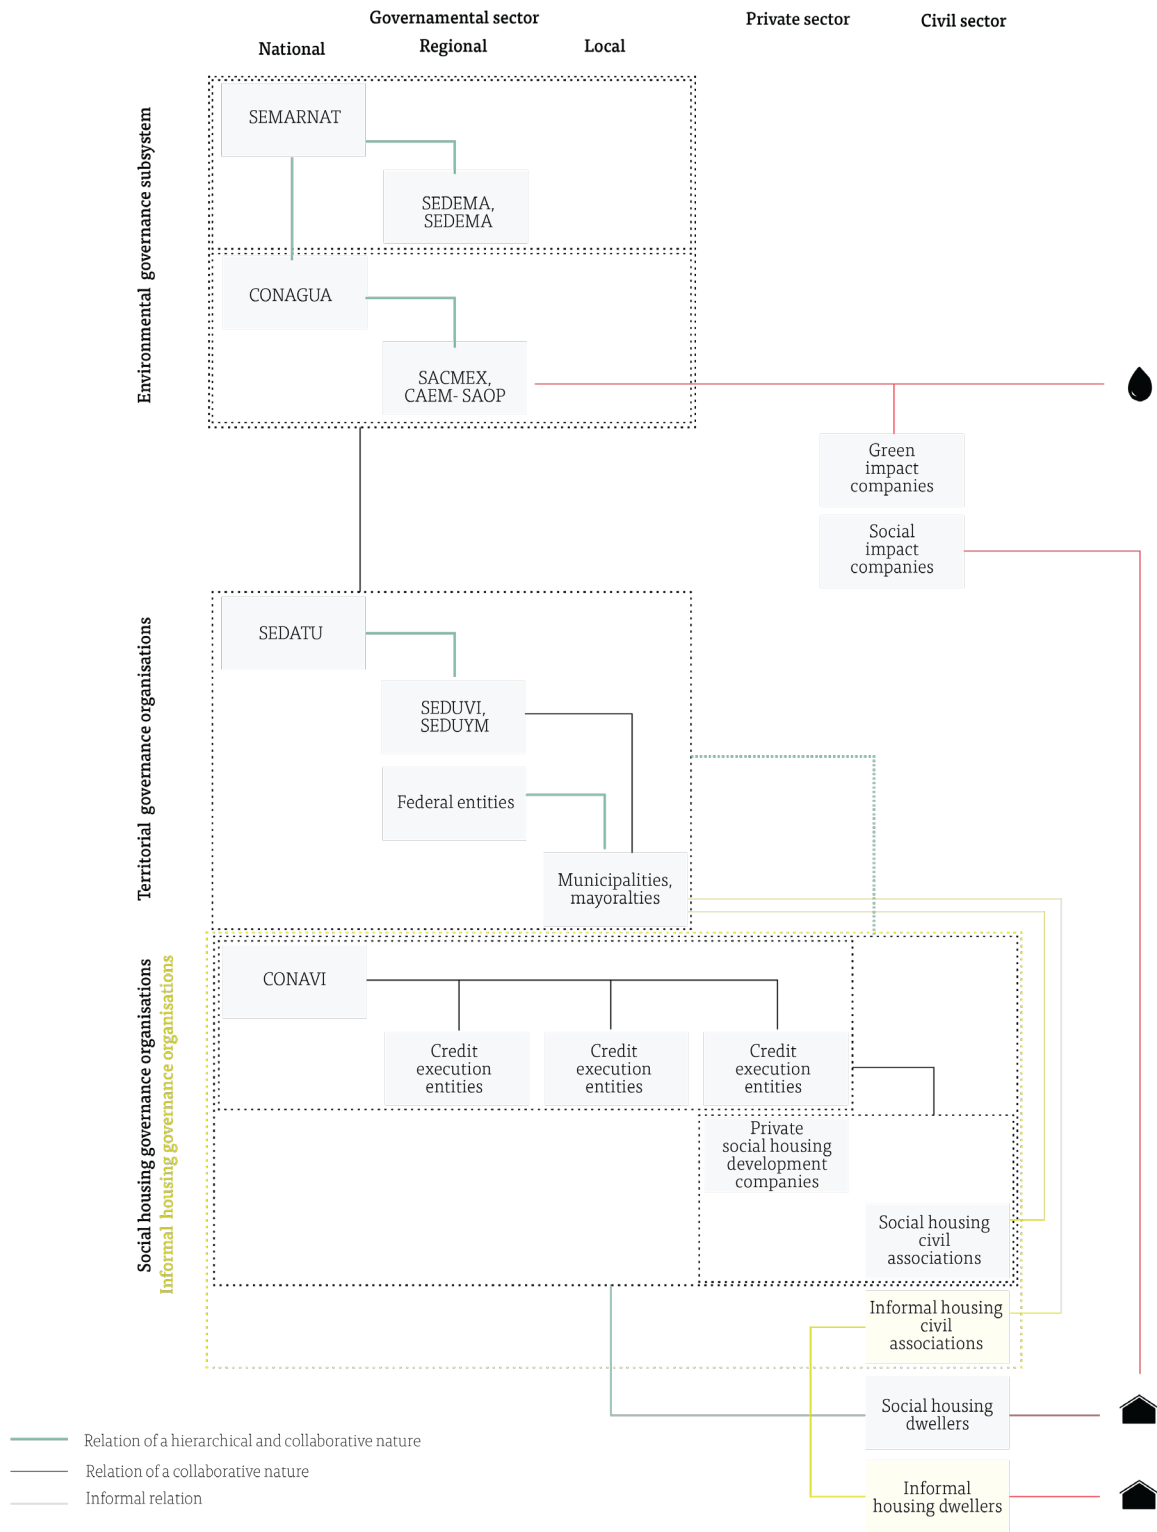 Governamental sector
Private sector
Civil sector
National
Regional
Local
Environmental governance subsystem
SEMARNAT
SEDEMA,
SEDEMA
CONAGUA
SACMEX,
CAEM- SAOP
Green
impact
companies
Social
impact
companies
Territorial governance organisations
SEDATU
SEDUVI,
SEDUYM
Federal entities
Municipalities,
mayoralties
Social housing governance organisations
Informal housing governance organisations
CONAVI
Credit
execution
entities
Credit
execution
entities
Credit
execution
entities
Private
social housing
development
companies
Social housing
civil
associations
Informal housing
civil
associations
Social housing
dwellers
Informal
housing dwellers
Relation of a hierarchical and collaborative nature
Relation of a collaborative nature
Informal relation